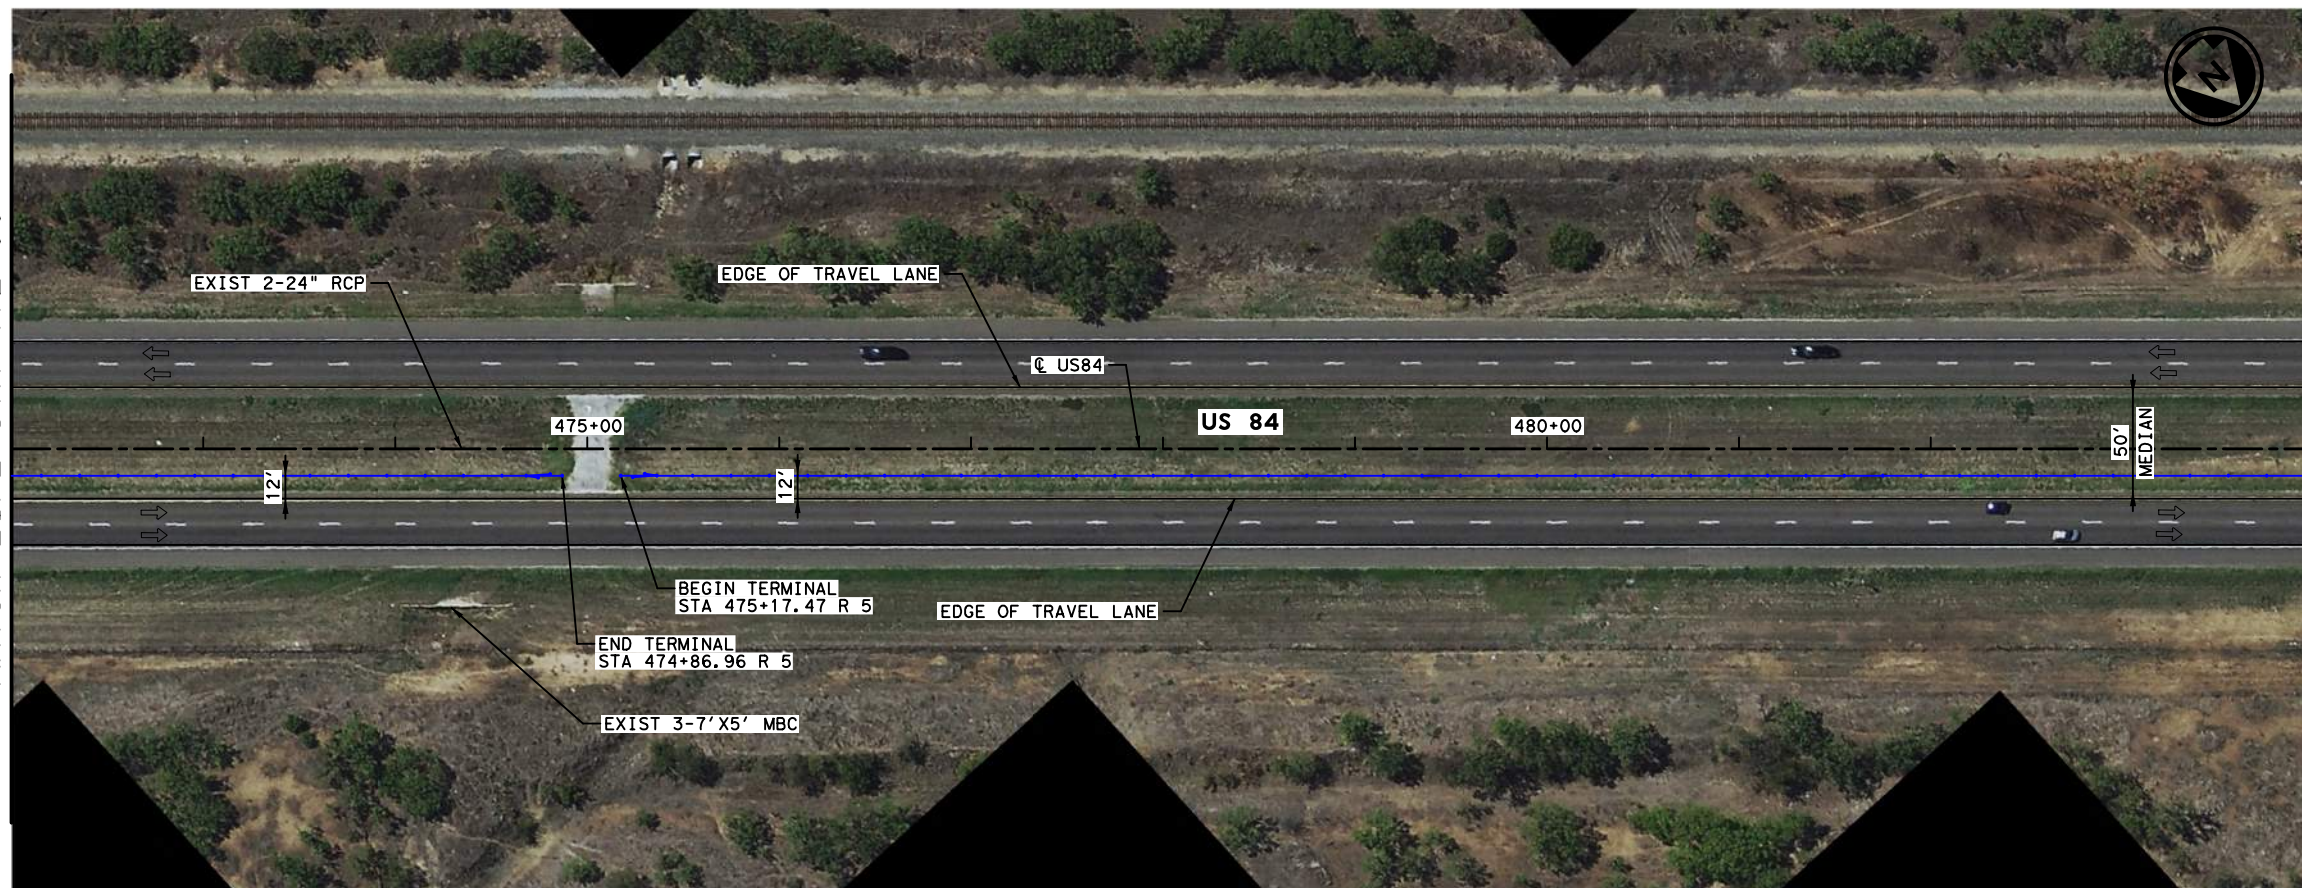 N
EXIST 2-24" RCP
EDGE OF TRAVEL LANE
℄ US84
US 84
475+00
480+00
12'
12'
50'
MEDIAN
BEGIN TERMINAL
STA 475+17.47 R 5
EDGE OF TRAVEL LANE
END TERMINAL
STA 474+86.96 R 5
EXIST 3-7'X5' MBC